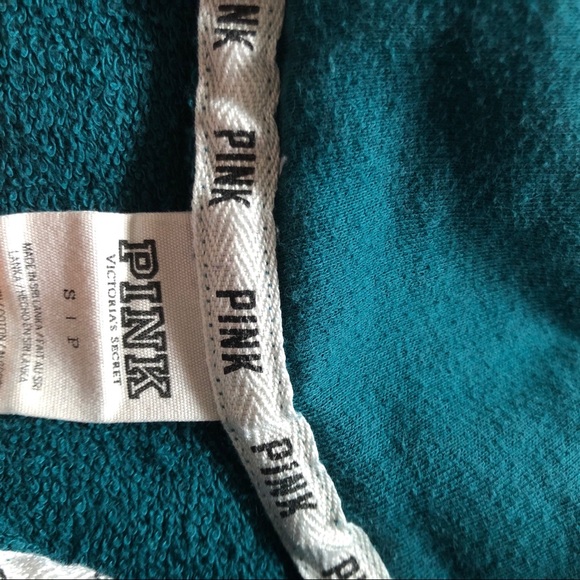 PINK
PINK
PINK
PINK
PINK
VICTORIA'S SECRET
S | P
MADE IN SRI LANKA / FAIT AU SRI
LANKA / HECHO EN SRI LANKA